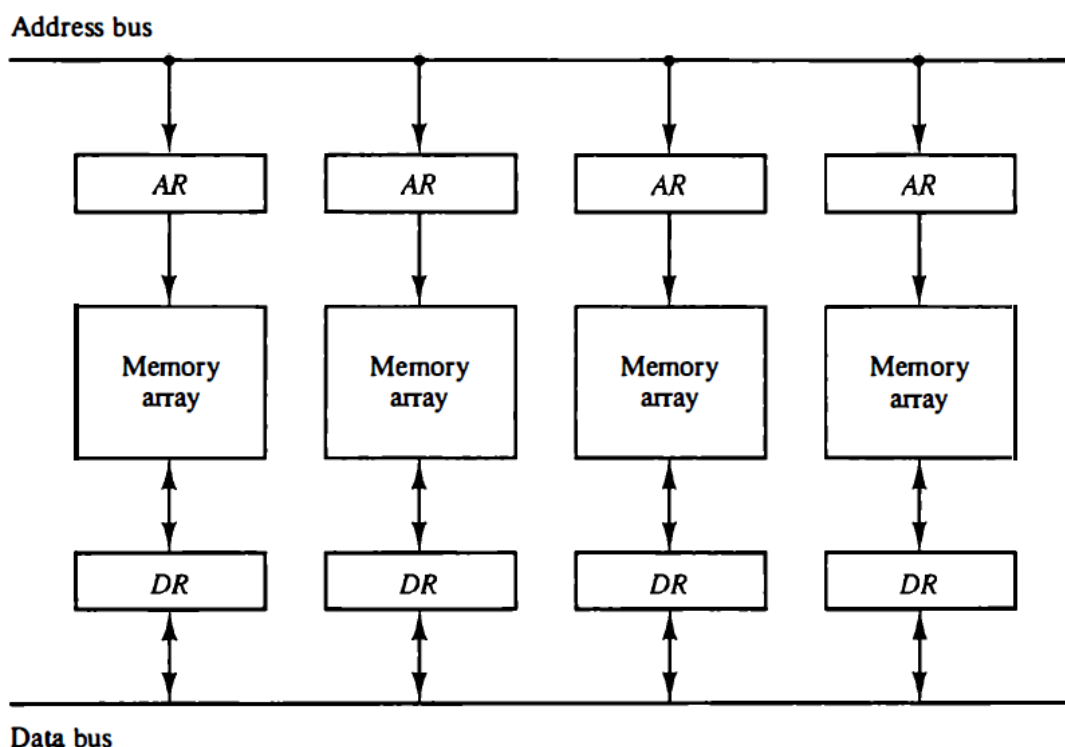 Address bus
AR AR AR AR
Memory Memory Memory Memory
array array array array
DR DR DR DR
Data bus